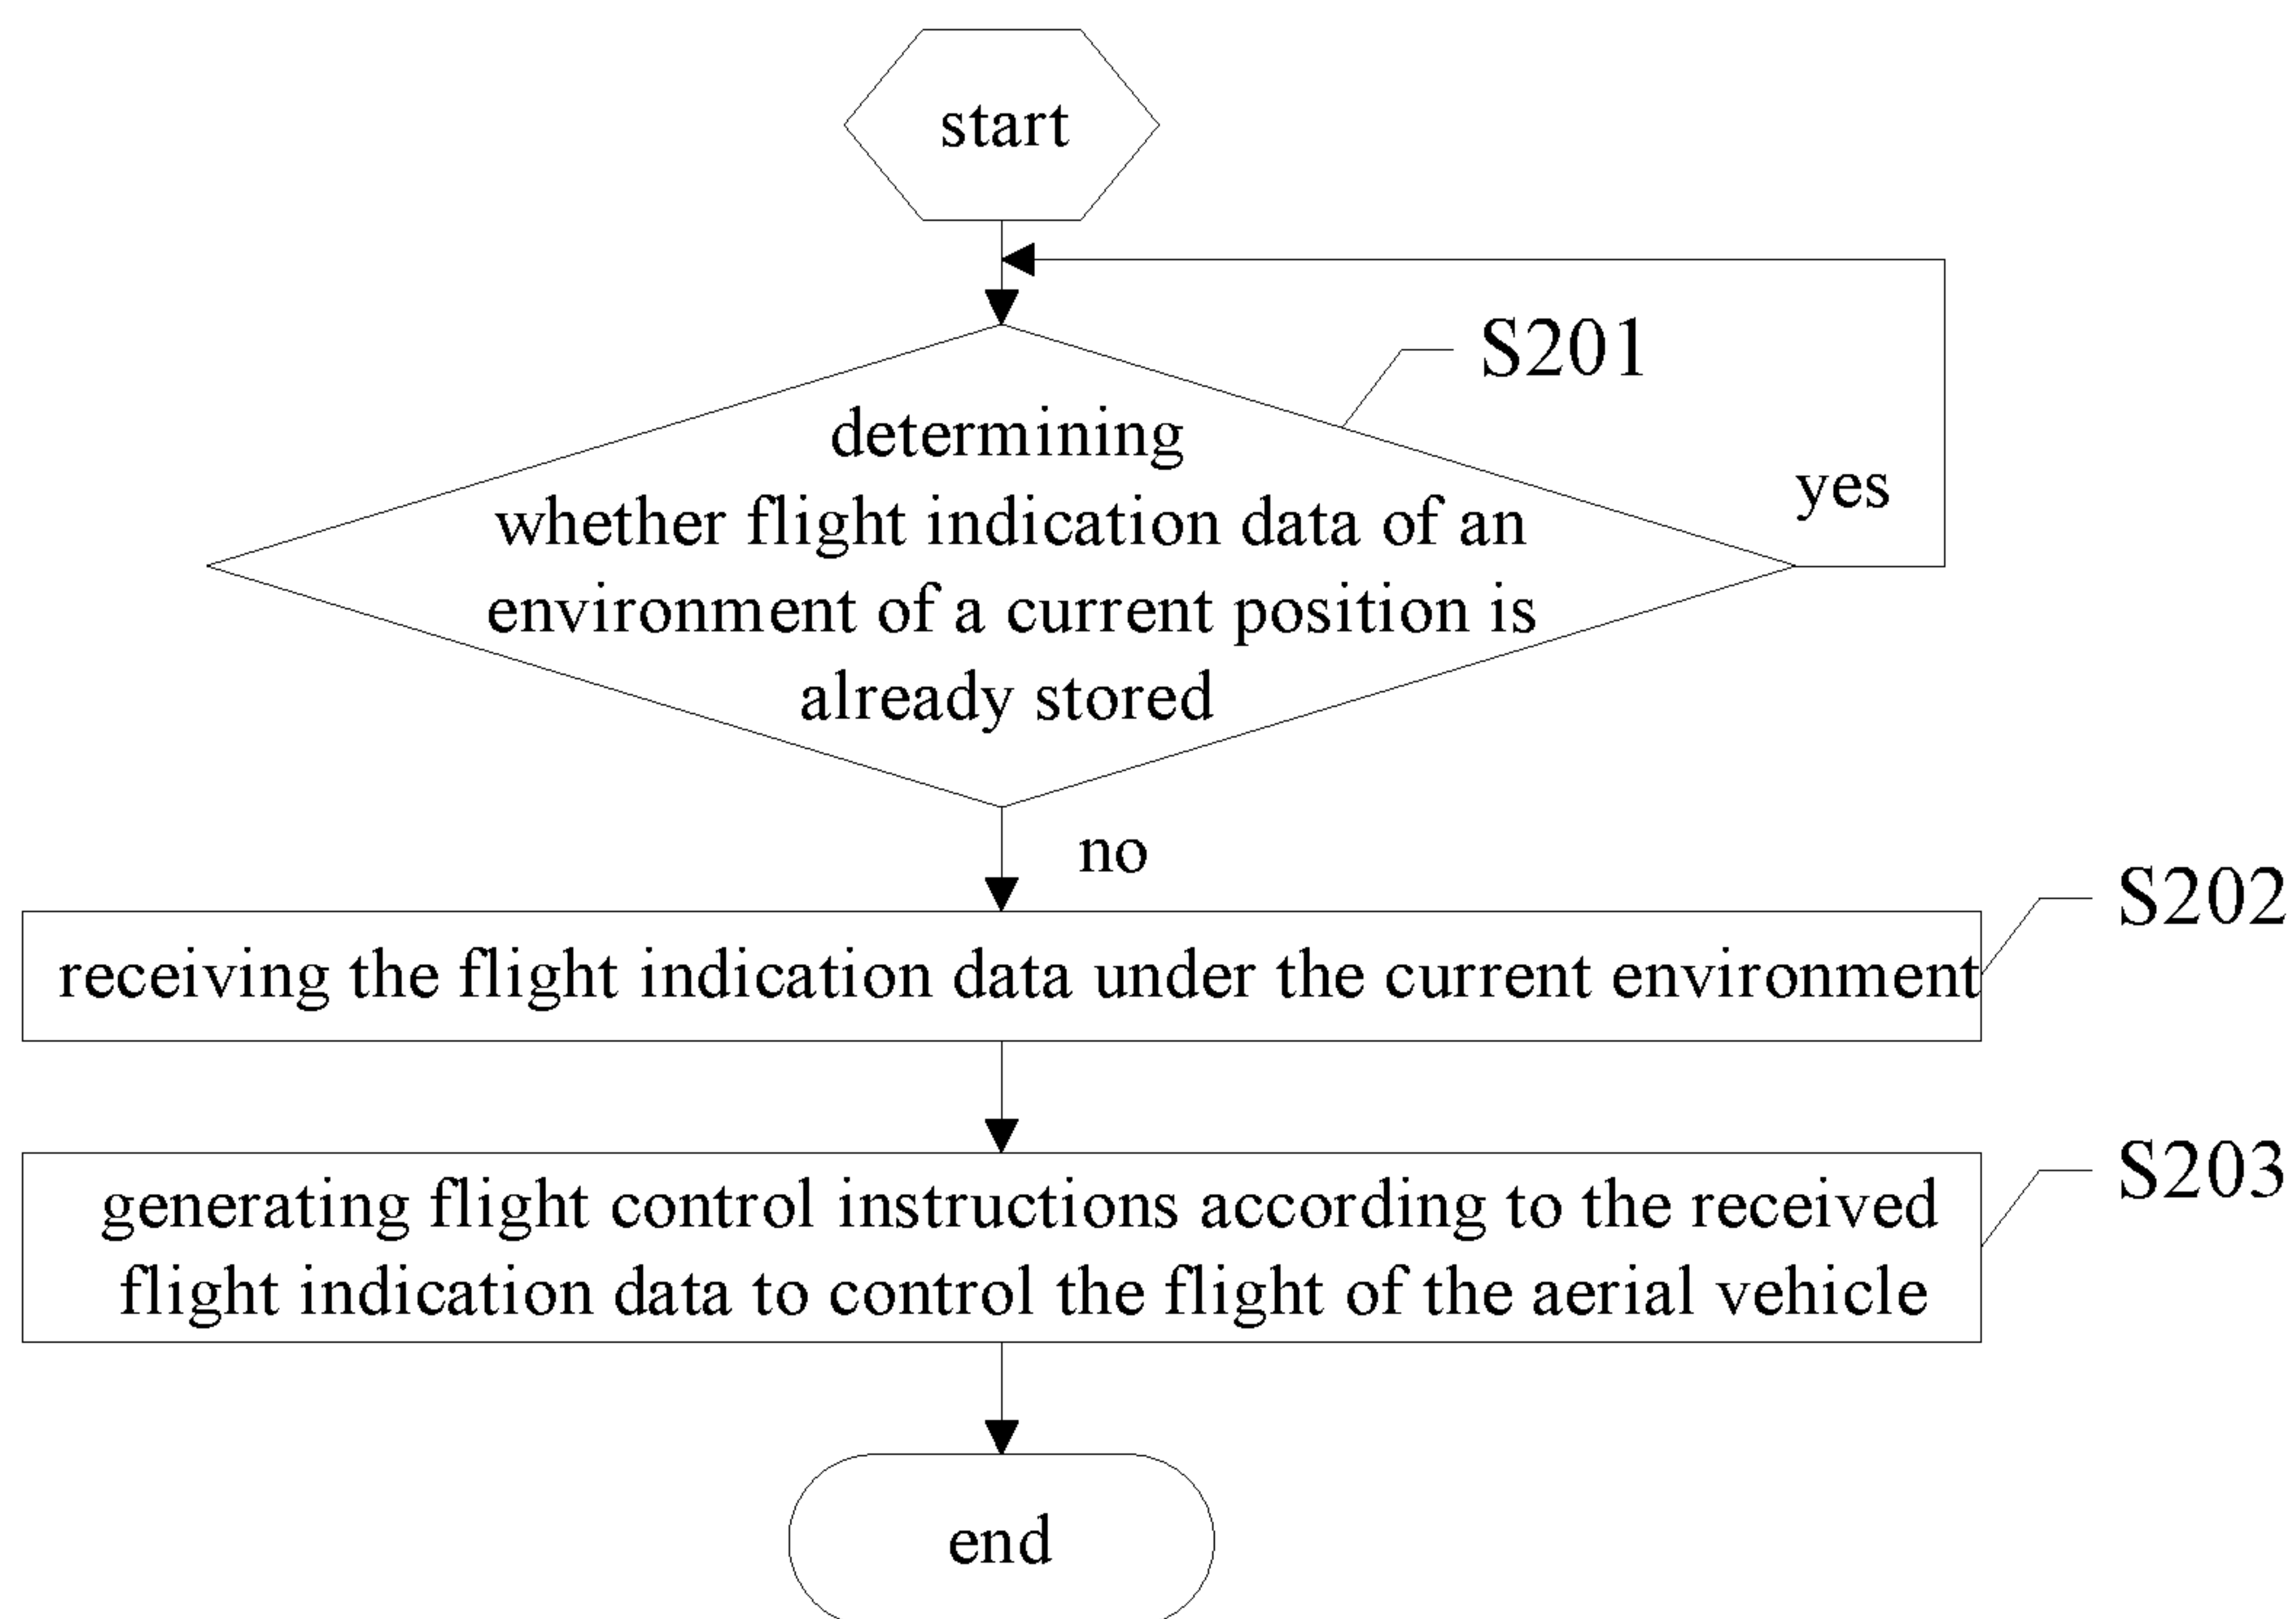 start
S201
determining
whether flight indication data of an
environment of a current position is
already stored
yes
no
S202
receiving the flight indication data under the current environment
S203
generating flight control instructions according to the received
flight indication data to control the flight of the aerial vehicle
end